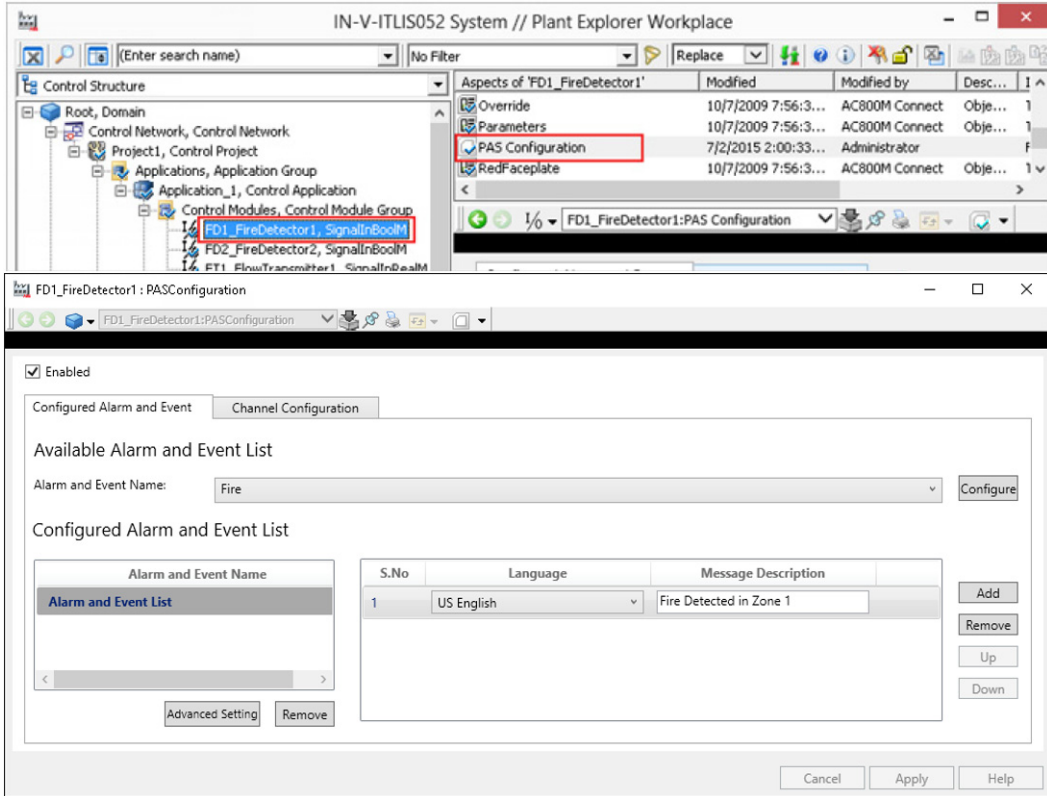 IN-V-ITLIS052 System // Plant Explorer Workplace
(Enter search name)
No Filter
Replace
Control Structure
Root, Domain
Control Network, Control Network
Project1, Control Project
Applications, Application Group
Application_1, Control Application
Control Modules, Control Module Group
FD1_FireDetector1, SignalInBoolM
FD2_FireDetector2, SignalInBoolM
FT1_FlowTransmitter1, SignalInRealM
Aspects of 'FD1_FireDetector1' Modified Modified by Desc...
Override 10/7/2009 7:56:3... AC800M Connect Obje...
Parameters 10/7/2009 7:56:3... AC800M Connect Obje...
PAS Configuration 7/2/2015 2:00:33... Administrator
RedFaceplate 10/7/2009 7:56:3... AC800M Connect Obje...
FD1_FireDetector1:PAS Configuration
FD1_FireDetector1 : PASConfiguration
FD1_FireDetector1:PASConfiguration
Enabled
Configured Alarm and Event Channel Configuration
Available Alarm and Event List
Alarm and Event Name: Fire Configure
Configured Alarm and Event List
Alarm and Event Name
Alarm and Event List
Advanced Setting Remove
S.No Language Message Description
1 US English Fire Detected in Zone 1
Add
Remove
Up
Down
Cancel Apply Help